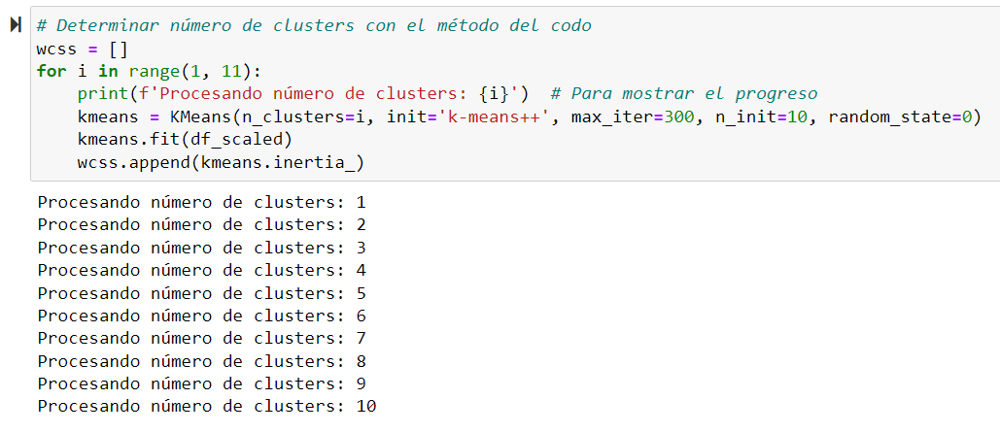 # Determinar número de clusters con el método del codo
wcss = []
for i in range(1, 11):
    print(f'Procesando número de clusters: {i}')  # Para mostrar el progreso
    kmeans = KMeans(n_clusters=i, init='k-means++', max_iter=300, n_init=10, random_state=0)
    kmeans.fit(df_scaled)
    wcss.append(kmeans.inertia_)
Procesando número de clusters: 1
Procesando número de clusters: 2
Procesando número de clusters: 3
Procesando número de clusters: 4
Procesando número de clusters: 5
Procesando número de clusters: 6
Procesando número de clusters: 7
Procesando número de clusters: 8
Procesando número de clusters: 9
Procesando número de clusters: 10